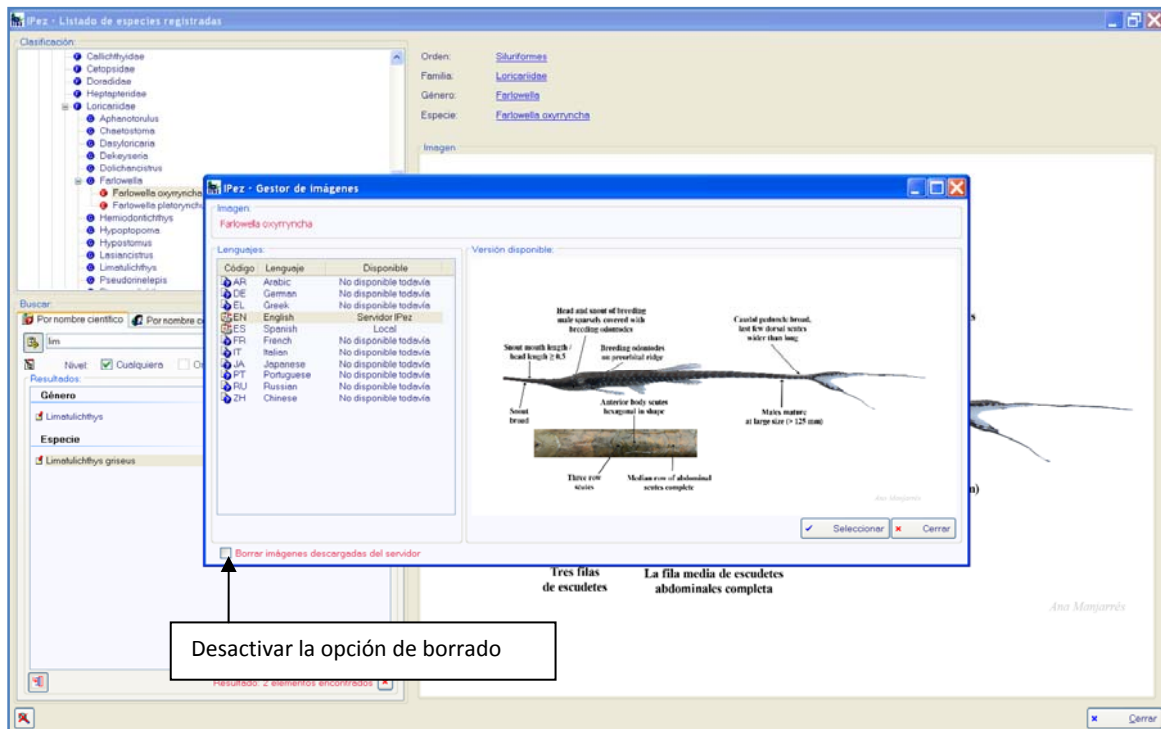 IPez - Listado de especies registradas
Clasificación:
Callichthyidae
Cetopsidae
Doradidae
Heptapteridae
Loricariidae
Aphanotorulus
Chaetostoma
Dasyloricaria
Dekeyseria
Dolichancistrus
Farlowella
Farlowella oxyrryncha
Farlowella platorynchu
Hemiodontichthys
Hypoptopoma
Hypostomus
Lasiancistrus
Limatulichthys
Pseudorinelepis
Orden: Siluriformes
Familia: Loricariidae
Género: Farlowella
Especie: Farlowella oxyrryncha
Imagen
Buscar:
Por nombre científico
Por nombre c
lim
Nivel: Cualquiera Or
Resultados:
Género
Limatulichthys
Especie
Limatulichthys griseus
Resultado: 2 elementos encontrados
IPez - Gestor de Imágenes
Imagen:
Farlowella oxyrryncha
Lenguajes:
Código Lenguaje Disponible
AR Arabic No disponible todavía
DE German No disponible todavía
EL Greek No disponible todavía
EN English Servidor IPez
ES Spanish Local
FR French No disponible todavía
IT Italian No disponible todavía
JA Japanese No disponible todavía
PT Portuguese No disponible todavía
RU Russian No disponible todavía
ZH Chinese No disponible todavía
Versión disponible:
Head and snout of breeding
male sparsely covered with
breeding odontodes
Caudal peduncle broad,
last few dorsal scutes
wider than long
Snout mouth length /
head length ≥ 0.5
Breeding odontodes
on preorbital ridge
Snout
broad
Anterior body scutes
hexagonal in shape
Males mature
at large size (> 125 mm)
Three row
scutes
Median row of abdominal
scutes complete
Ana Manjarrés
Seleccionar
Cerrar
Borrar imágenes descargadas del servidor
s
m)
Tres filas
de escudetes
La fila media de escudetes
abdominales completa
Ana Manjarrés
Desactivar la opción de borrado
Cerrar